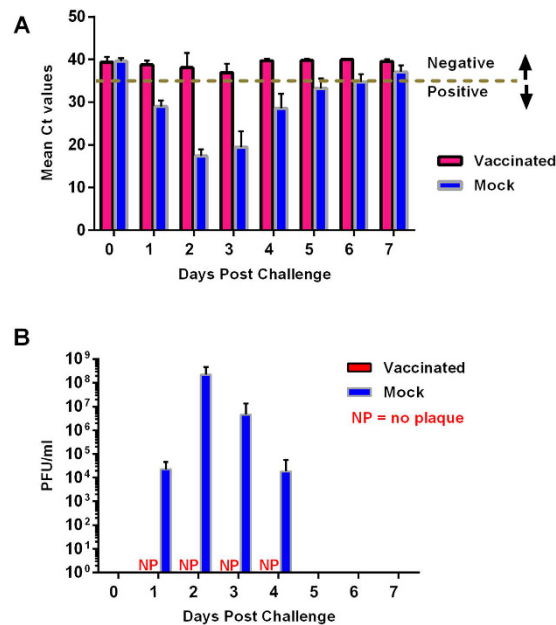 A
50
40
30
20
10
0
Mean Ct values
Negative
Positive
Vaccinated
Mock
0 1 2 3 4 5 6 7
Days Post Challenge
B
10⁹
10⁸
10⁷
10⁶
10⁵
10⁴
10³
10²
10¹
10⁰
PFU/ml
Vaccinated
Mock
NP = no plaque
NP NP NP NP
0 1 2 3 4 5 6 7
Days Post Challenge